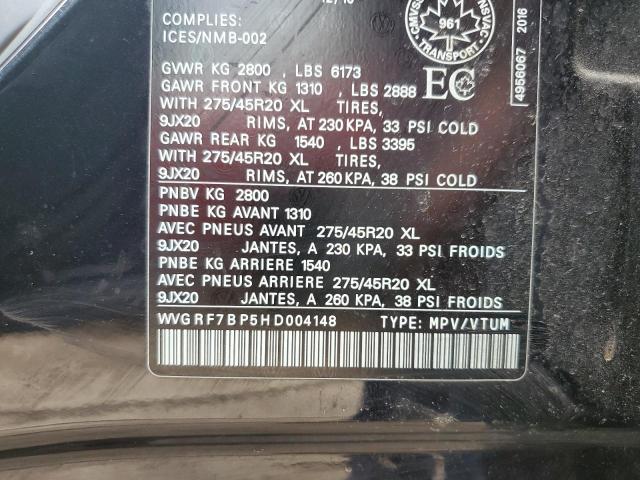 COMPLIES:
ICES/NMB-002
CMVSS
NSVAC
961
TRANSPORT
EC
4956067 2016
GVWR KG 2800 , LBS 6173
GAWR FRONT KG 1310 , LBS 2888
WITH 275/45R20 XL TIRES,
9JX20 RIMS, AT 230 KPA, 33 PSI COLD
GAWR REAR KG 1540 , LBS 3395
WITH 275/45R20 XL TIRES,
9JX20 RIMS, AT 260 KPA, 38 PSI COLD
PNBV KG 2800
PNBE KG AVANT 1310
AVEC PNEUS AVANT 275/45R20 XL
9JX20 JANTES, A 230 KPA, 33 PSI FROIDS
PNBE KG ARRIERE 1540
AVEC PNEUS ARRIERE 275/45R20 XL
9JX20 JANTES, A 260 KPA, 38 PSI FROIDS
WVGRF7BP5HD004148 TYPE: MPV/VTUM